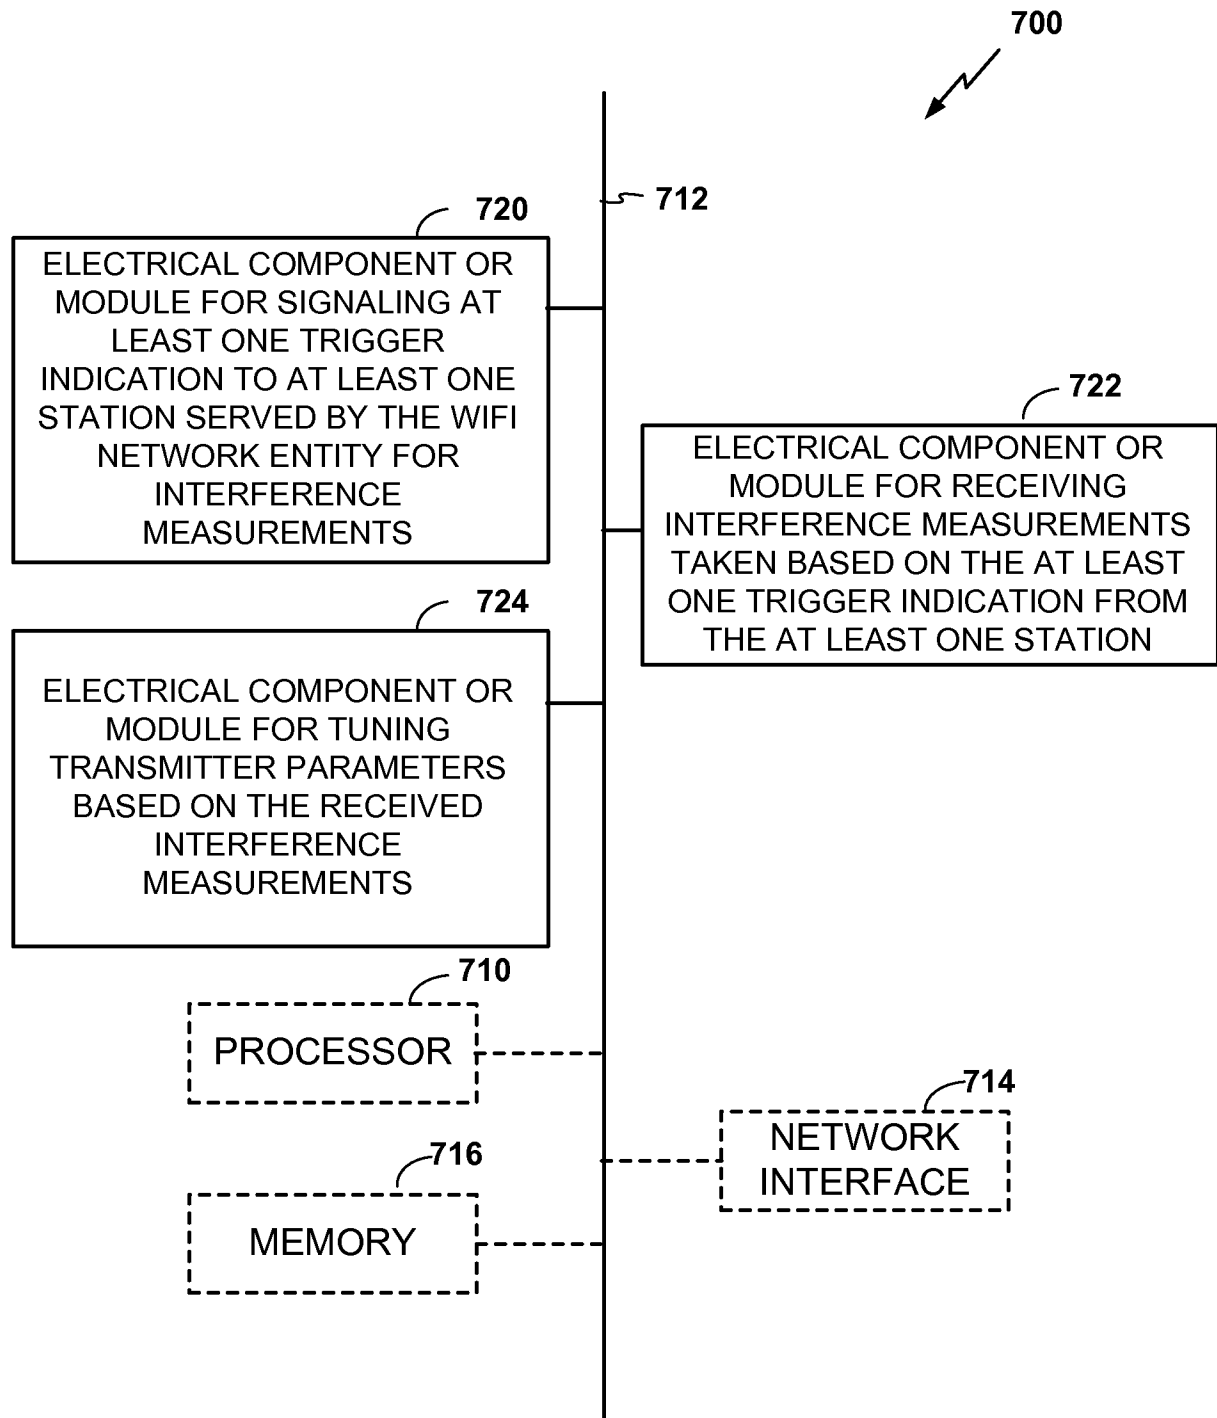 700
712
720
ELECTRICAL COMPONENT OR
MODULE FOR SIGNALING AT
LEAST ONE TRIGGER
INDICATION TO AT LEAST ONE
STATION SERVED BY THE WIFI
NETWORK ENTITY FOR
INTERFERENCE
MEASUREMENTS
722
ELECTRICAL COMPONENT OR
MODULE FOR RECEIVING
INTERFERENCE MEASUREMENTS
TAKEN BASED ON THE AT LEAST
ONE TRIGGER INDICATION FROM
THE AT LEAST ONE STATION
724
ELECTRICAL COMPONENT OR
MODULE FOR TUNING
TRANSMITTER PARAMETERS
BASED ON THE RECEIVED
INTERFERENCE
MEASUREMENTS
710
PROCESSOR
714
NETWORK
INTERFACE
716
MEMORY